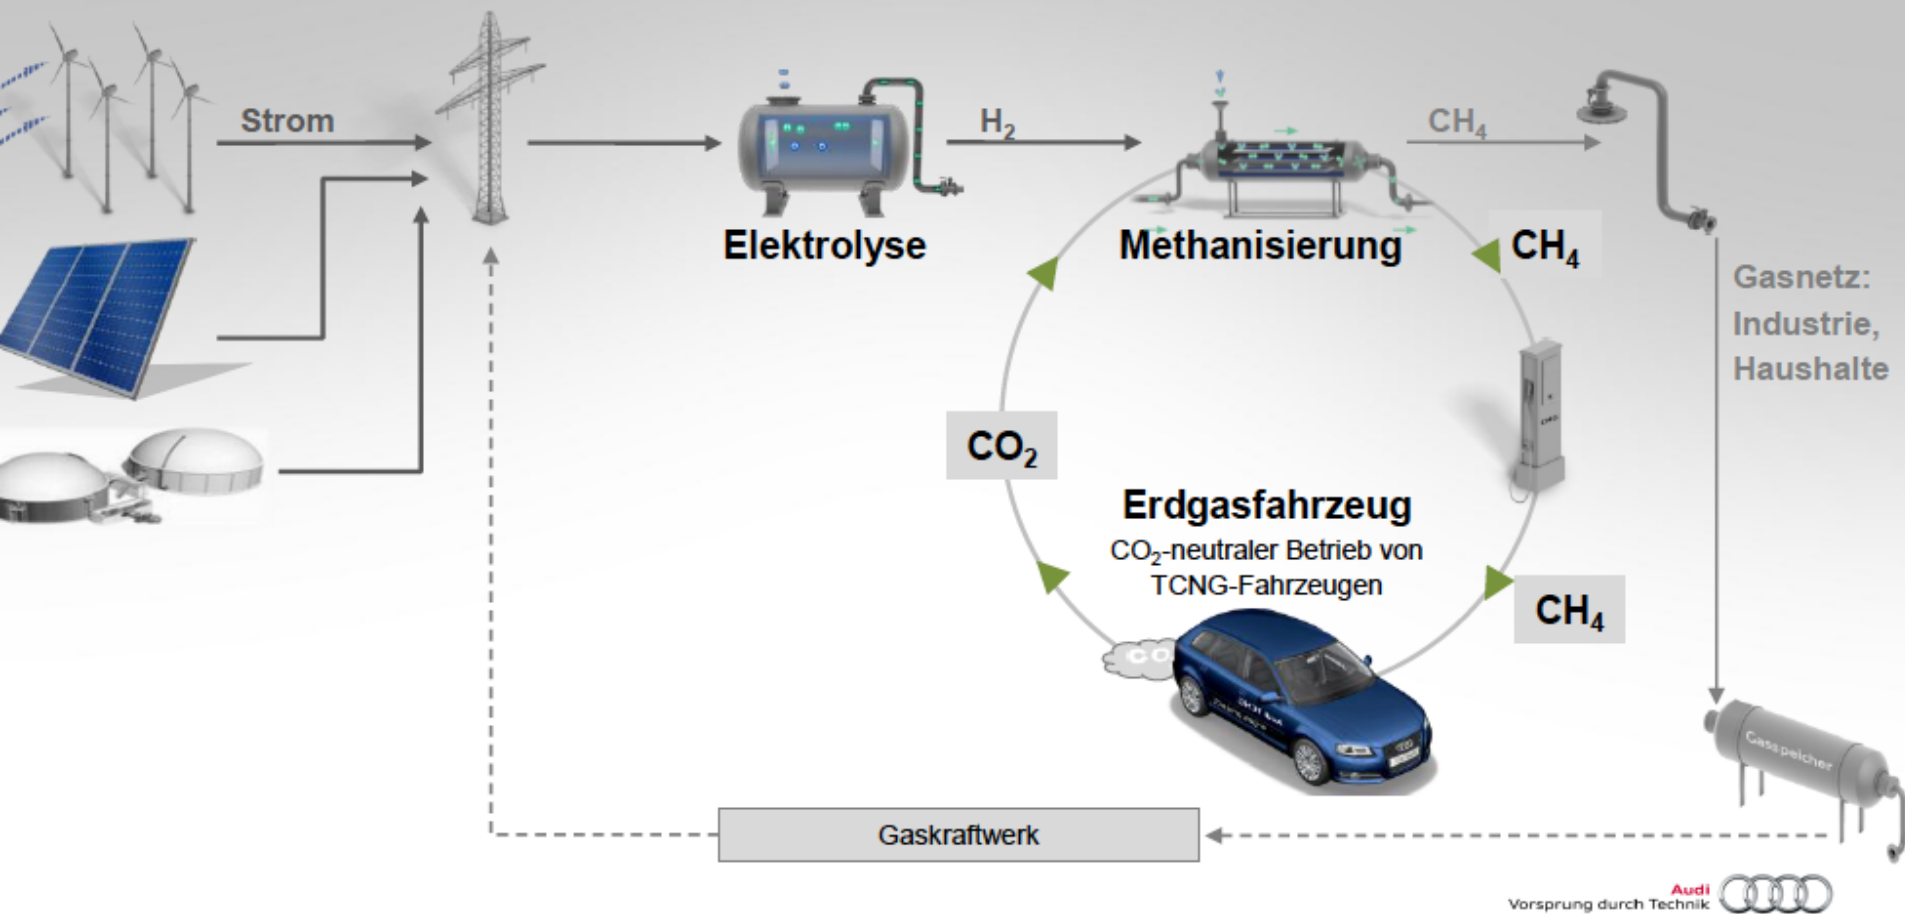 Strom
H₂
CH₄
Elektrolyse
Methanisierung
CH₄
Gasnetz:
Industrie,
Haushalte
CO₂
Erdgasfahrzeug
CO₂-neutraler Betrieb von
TCNG-Fahrzeugen
CH₄
Gasspeicher
Gaskraftwerk
Audi
Vorsprung durch Technik